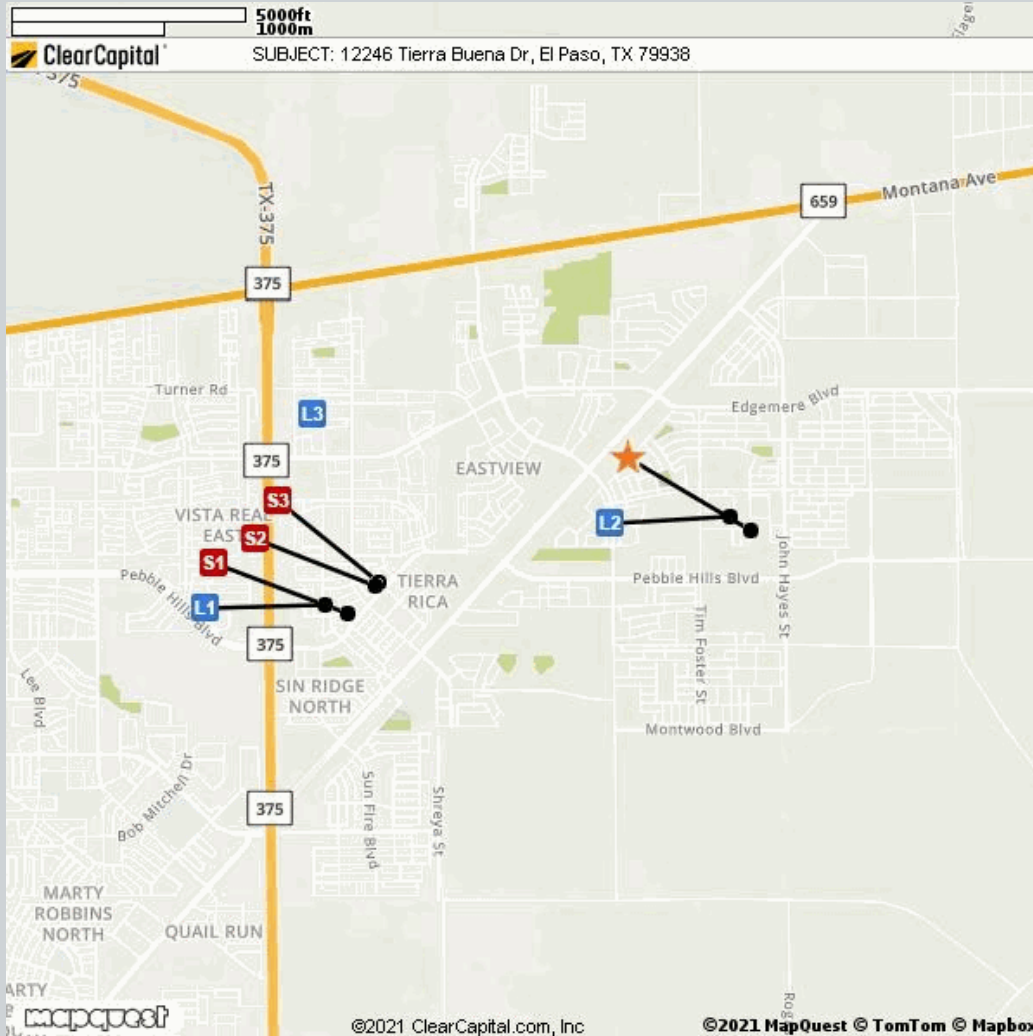 5000ft
1000m
ClearCapital
SUBJECT: 12246 Tierra Buena Dr, El Paso, TX 79938
375
TX-375
659
Montana Ave
375
Turner Rd
L3
Edgemere Blvd
375
EASTVIEW
S3
VISTA REAL
EAST
S2
L2
S1
John Hayes St
Pebble Hills Blvd
TIERRA
RICA
Pebble Hills Blvd
L1
Tim Foster St
375
Lee Blvd
SIN RIDGE
NORTH
Montwood Blvd
Bob Mitchell Dr
375
Sun Fire Blvd
Shreya St
MARTY
ROBBINS
NORTH
QUAIL RUN
ARTY
mapquest
©2021 ClearCapital.com, Inc
©2021 MapQuest © TomTom © Mapbox